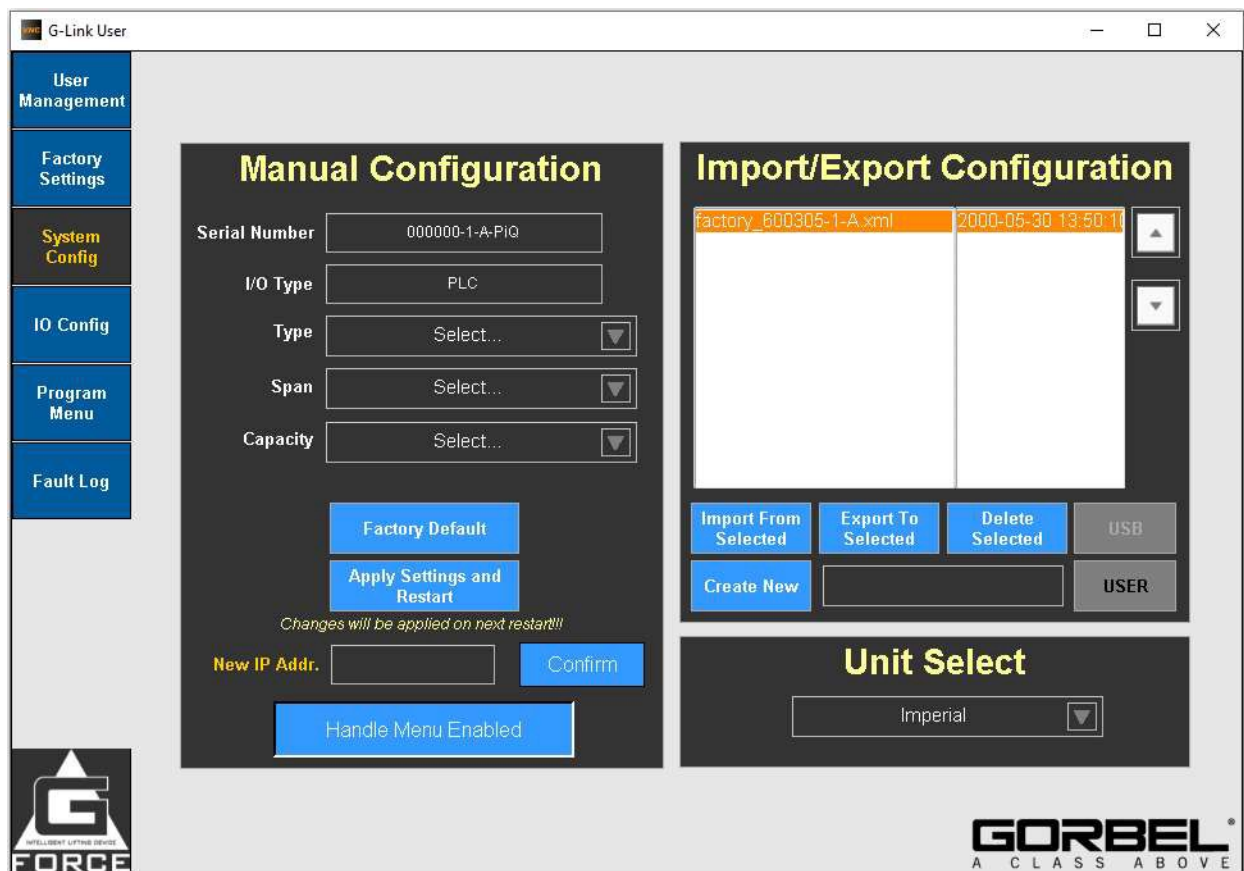 G-Link User
User
Management
Factory
Settings
System
Config
IO Config
Program
Menu
Fault Log
Manual Configuration
Serial Number
000000-1-A-PiQ
I/O Type
PLC
Type
Select...
Span
Select...
Capacity
Select...
Factory Default
Apply Settings and
Restart
Changes will be applied on next restart!!!
New IP Addr.
Confirm
Handle Menu Enabled
Import/Export Configuration
factory_600305-1-A.xml
2000-05-30 13:50:10
Import From
Selected
Export To
Selected
Delete
Selected
USB
Create New
USER
Unit Select
Imperial
G
INTELLIGENT LIFTING DEVICE
FORCE
GORBEL®
A CLASS ABOVE